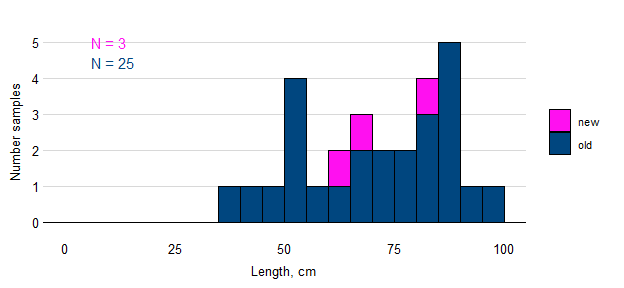 N = 3
N = 25
5
4
3
2
1
0
Number samples
0 25 50 75 100
Length, cm
new
old